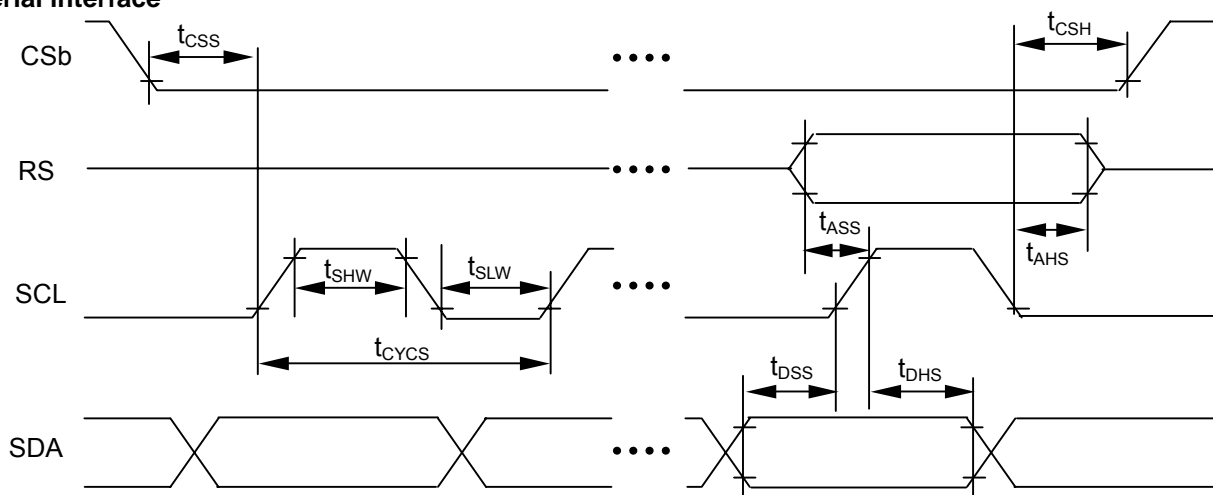 erial Interface
CSb
tCSS
tCSH
RS
tASS
tAHS
SCL
tSHW
tSLW
tCYCS
tDSS
tDHS
SDA